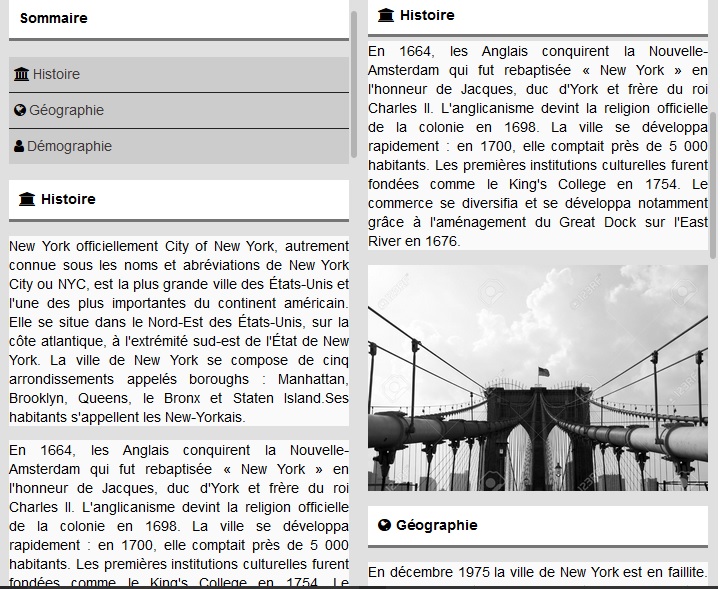 Sommaire
Histoire
Géographie
Démographie
Histoire
New York officiellement City of New York, autrement
connue sous les noms et abréviations de New York
City ou NYC, est la plus grande ville des États-Unis et
l'une des plus importantes du continent américain.
Elle se situe dans le Nord-Est des États-Unis, sur la
côte atlantique, à l'extrémité sud-est de l'État de New
York. La ville de New York se compose de cinq
arrondissements appelés boroughs : Manhattan,
Brooklyn, Queens, le Bronx et Staten Island.Ses
habitants s'appellent les New-Yorkais.
En 1664, les Anglais conquirent la Nouvelle-
Amsterdam qui fut rebaptisée « New York » en
l'honneur de Jacques, duc d'York et frère du roi
Charles II. L'anglicanisme devint la religion officielle
de la colonie en 1698. La ville se développa
rapidement : en 1700, elle comptait près de 5 000
habitants. Les premières institutions culturelles furent
fondées comme le King's College en 1754. Le
Histoire
En 1664, les Anglais conquirent la Nouvelle-
Amsterdam qui fut rebaptisée « New York » en
l'honneur de Jacques, duc d'York et frère du roi
Charles II. L'anglicanisme devint la religion officielle
de la colonie en 1698. La ville se développa
rapidement : en 1700, elle comptait près de 5 000
habitants. Les premières institutions culturelles furent
fondées comme le King's College en 1754. Le
commerce se diversifia et se développa notamment
grâce à l'aménagement du Great Dock sur l'East
River en 1676.
Géographie
En décembre 1975 la ville de New York est en faillite.